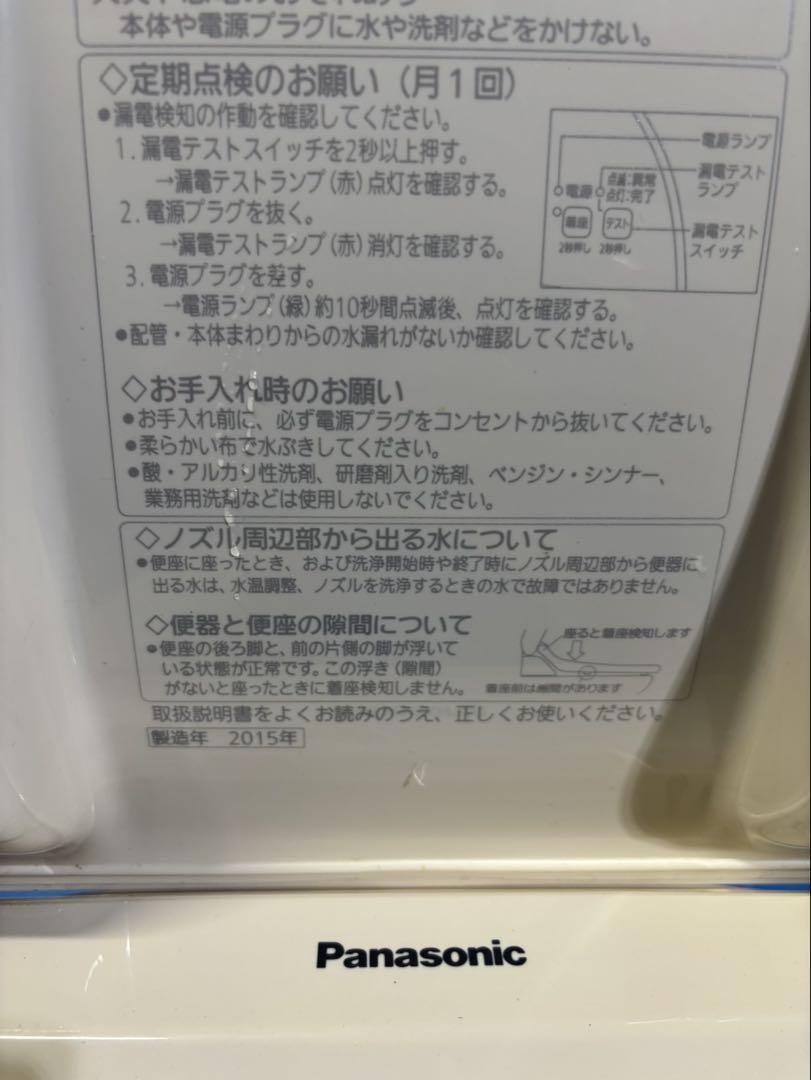 本体や電源プラグに水や洗剤などをかけない。
◇定期点検のお願い（月1回）
●漏電検知の作動を確認してください。
1. 漏電テストスイッチを2秒以上押す。
→漏電テストランプ（赤）点灯を確認する。
2. 電源プラグを抜く。
→漏電テストランプ（赤）消灯を確認する。
3. 電源プラグを差す。
→電源ランプ（緑）約10秒間点滅後、点灯を確認する。
●配管・本体まわりからの水漏れがないか確認してください。
電源ランプ
漏電テスト
ランプ
漏電テスト
スイッチ
電源
点滅:異常
点灯:完了
着座
テスト
2秒押し
2秒押し
◇お手入れ時のお願い
●お手入れ前に、必ず電源プラグをコンセントから抜いてください。
●柔らかい布で水ぶきしてください。
●酸・アルカリ性洗剤、研磨剤入り洗剤、ベンジン・シンナー、
業務用洗剤などは使用しないでください。
◇ノズル周辺部から出る水について
●便座に座ったとき、および洗浄開始時や終了時にノズル周辺部から便器に
出る水は、水温調整、ノズルを洗浄するときの水で故障ではありません。
◇便器と便座の隙間について
●便座の後ろ脚と、前の片側の脚が浮いて
いる状態が正常です。この浮き（隙間）
がないと座ったときに着座検知しません。
座ると着座検知します
着座前は隙間があります
取扱説明書をよくお読みのうえ、正しくお使いください。
製造年 2015年
Panasonic